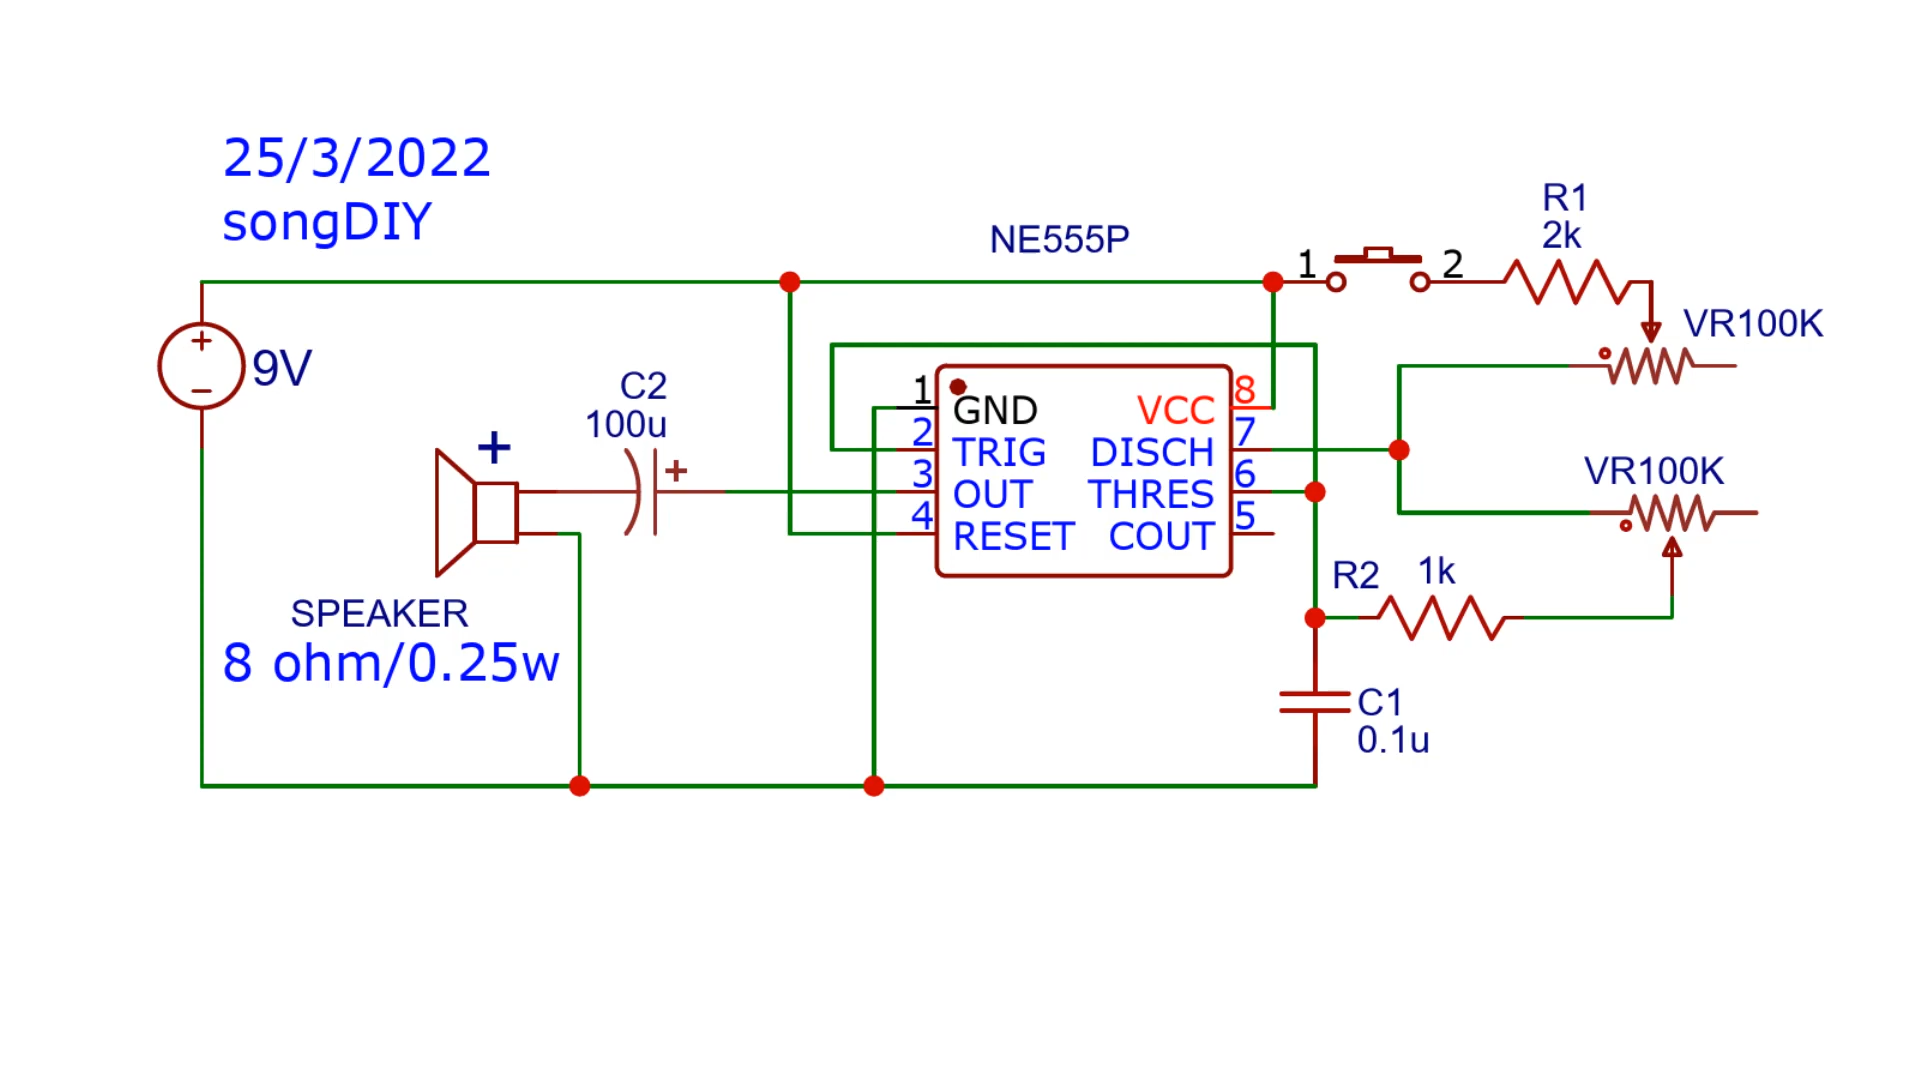 25/3/2022
songDIY
NE555P
R1
2k
1
2
VR100K
+
−
9V
C2
100u
+
+
1
2
3
4
GND
TRIG
OUT
RESET
VCC
DISCH
THRES
COUT
8
7
6
5
VR100K
SPEAKER
8 ohm/0.25w
R2
1k
C1
0.1u